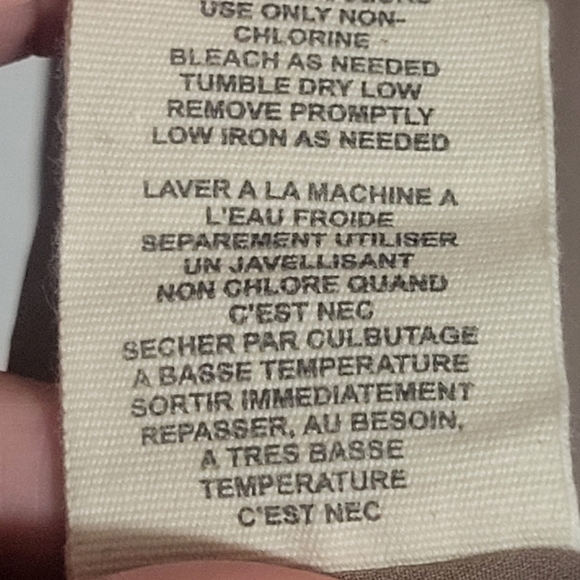 USE ONLY NON-
CHLORINE -
BLEACH AS NEEDED
TUMBLE DRY LOW
REMOVE PROMPTLY
LOW IRON AS NEEDED
LAVER A LA MACHINE A
L'EAU FROIDE
SEPAREMENT UTILISER
UN JAVELLISANT
NON CHLORE QUAND
C'EST NEC
SECHER PAR CULBUTAGE
A BASSE TEMPERATURE
SORTIR IMMEDIATEMENT
REPASSER, AU BESOIN,
A TRES BASSE
TEMPERATURE
C'EST NEC